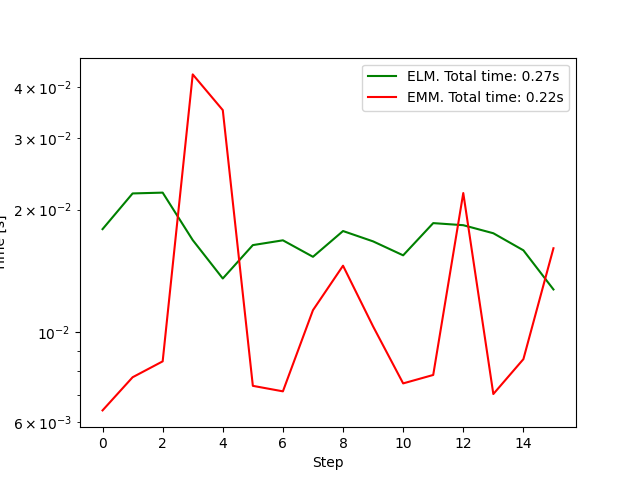 ELM. Total time: 0.27s
EMM. Total time: 0.22s
4 × 10⁻²
3 × 10⁻²
2 × 10⁻²
10⁻²
6 × 10⁻³
Time [s]
0 2 4 6 8 10 12 14
Step